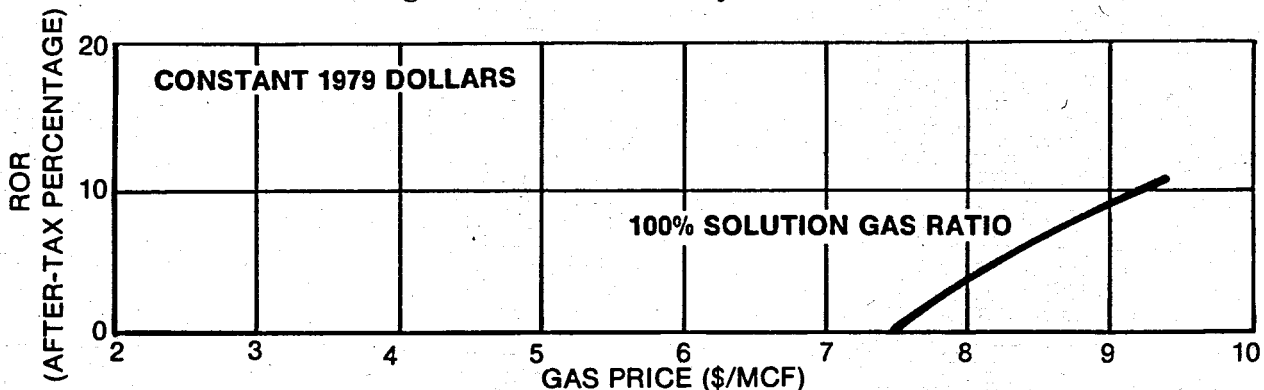 20
CONSTANT 1979 DOLLARS
ROR
(AFTER-TAX PERCENTAGE)
10
100% SOLUTION GAS RATIO
0
2 3 4 5 6 7 8 9 10
GAS PRICE ($/MCF)